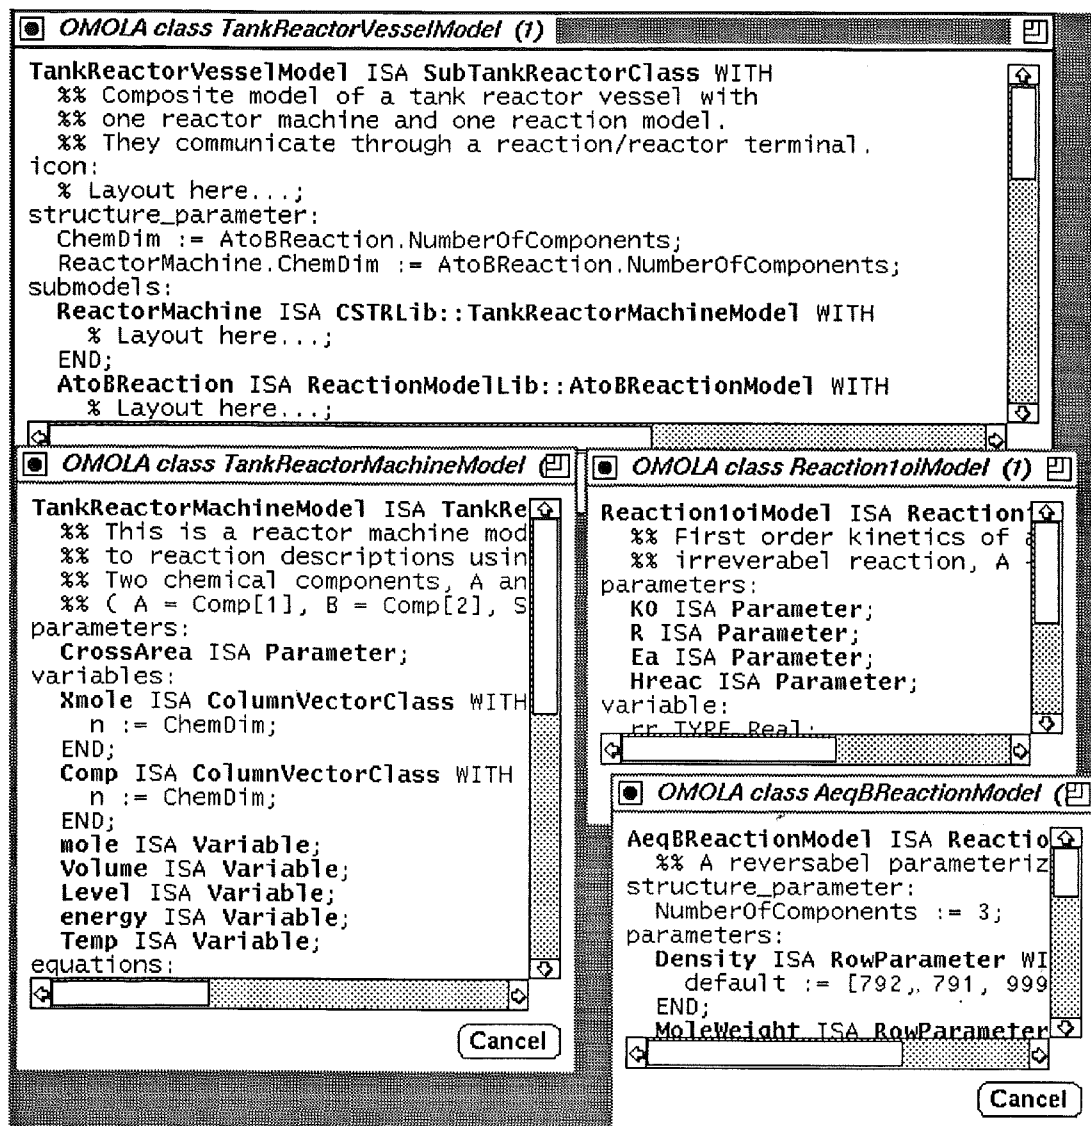 OMOLA class TankReactorVesselModel (1)
TankReactorVesselModel ISA SubTankReactorClass WITH
%% Composite model of a tank reactor vessel with
%% one reactor machine and one reaction model.
%% They communicate through a reaction/reactor terminal.
icon:
% Layout here...;
structure_parameter:
ChemDim := AtoBReaction.NumberOfComponents;
ReactorMachine.ChemDim := AtoBReaction.NumberOfComponents;
submodels:
ReactorMachine ISA CSTRLib::TankReactorMachineModel WITH
% Layout here...;
END;
AtoBReaction ISA ReactionModelLib::AtoBReactionModel WITH
% Layout here...;
OMOLA class TankReactorMachineModel (
TankReactorMachineModel ISA TankRe
%% This is a reactor machine mod
%% to reaction descriptions usin
%% Two chemical components, A an
%% ( A = Comp[1], B = Comp[2], S
parameters:
CrossArea ISA Parameter;
variables:
Xmole ISA ColumnVectorClass WITH
n := ChemDim;
END;
Comp ISA ColumnVectorClass WITH
n := ChemDim;
END;
mole ISA Variable;
Volume ISA Variable;
Level ISA Variable;
energy ISA Variable;
Temp ISA Variable;
equations:
Cancel
OMOLA class Reaction1oiModel (1)
Reaction1oiModel ISA Reaction
%% First order kinetics of a
%% irreverabel reaction, A -
parameters:
K0 ISA Parameter;
R ISA Parameter;
Ea ISA Parameter;
Hreac ISA Parameter;
variable:
rr TYPE Real;
OMOLA class AeqBReactionModel (
AeqBReactionModel ISA Reactio
%% A reversabel parameteriz
structure_parameter:
NumberOfComponents := 3;
parameters:
Density ISA RowParameter WI
default := [792, 791, 999
END;
MoleWeight ISA RowParameter
Cancel